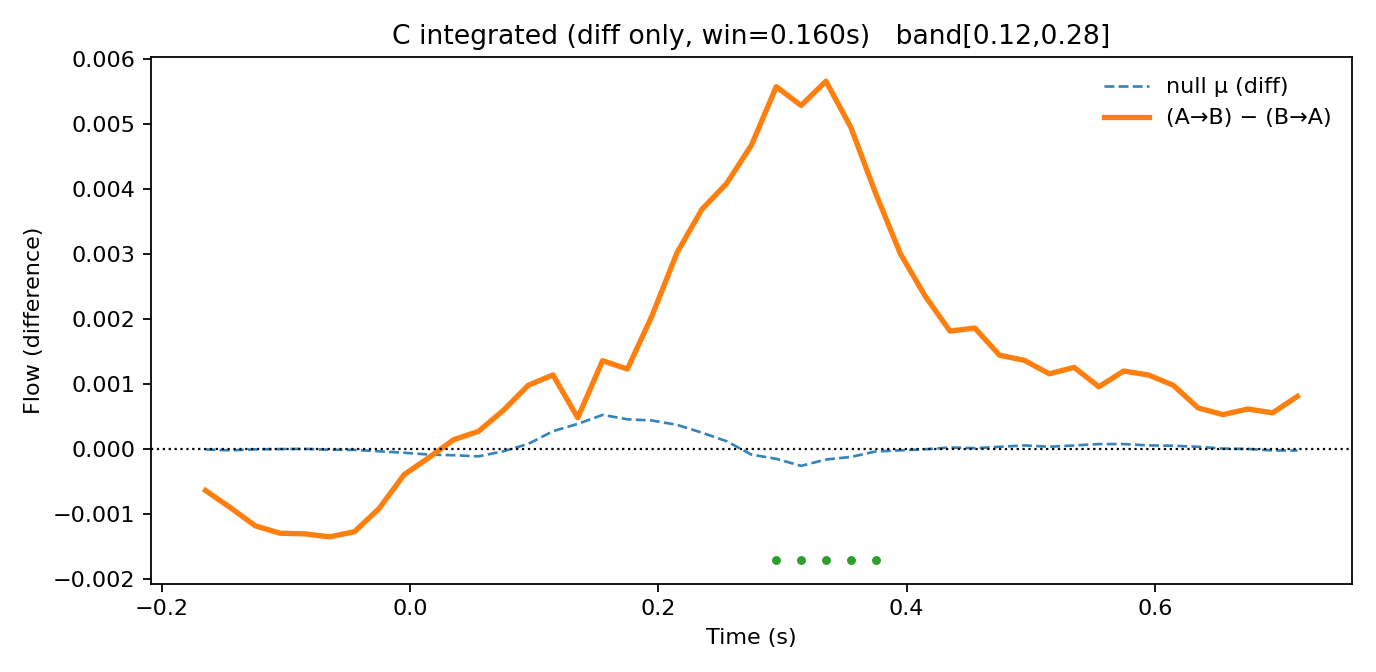 C integrated (diff only, win=0.160s)   band[0.12,0.28]
Flow (difference)
0.006
0.005
0.004
0.003
0.002
0.001
0.000
−0.001
−0.002
null μ (diff)
(A→B) − (B→A)
−0.2
0.0
0.2
0.4
0.6
Time (s)